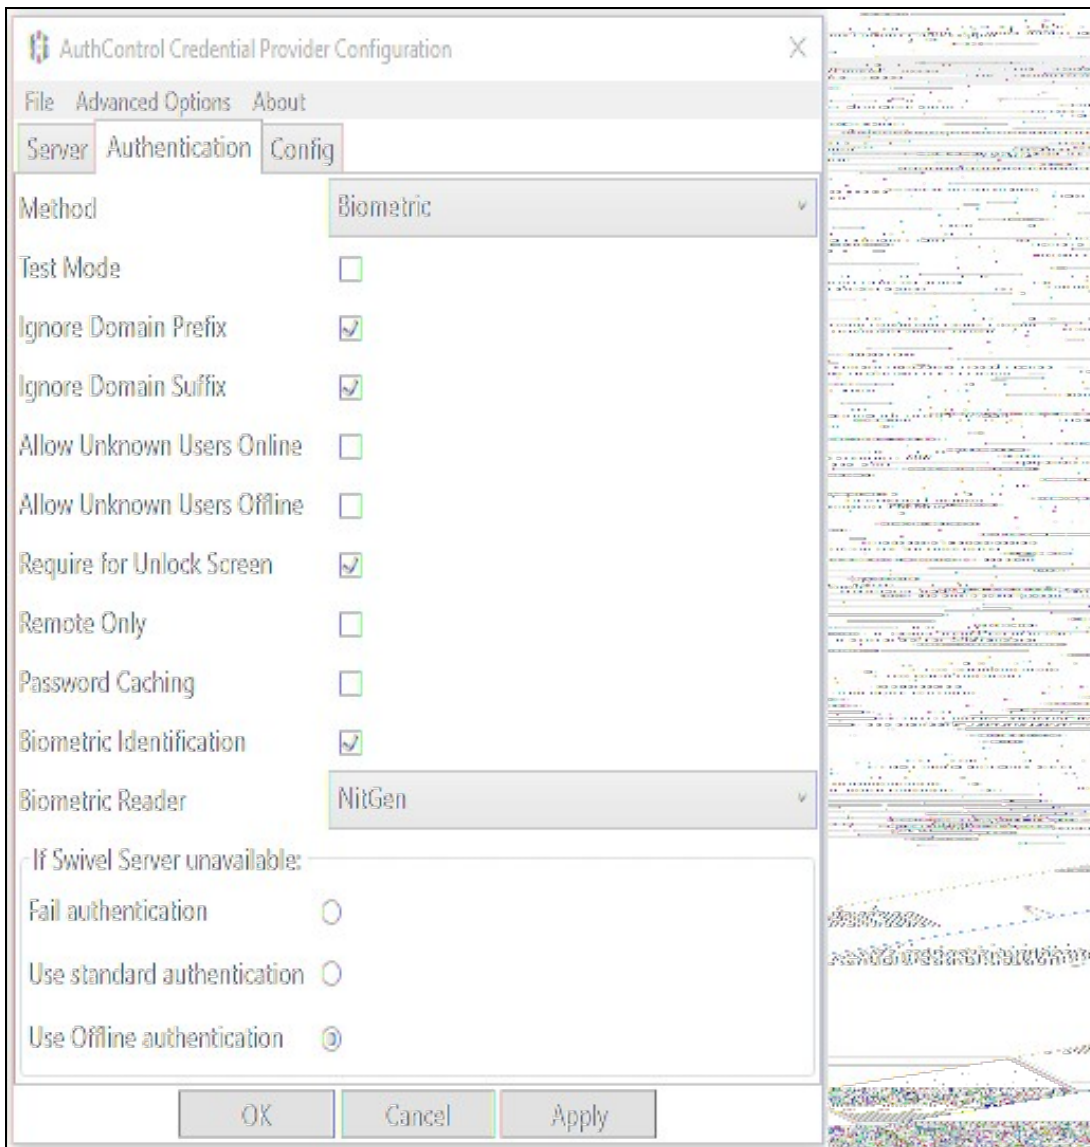 AuthControl Credential Provider Configuration
File Advanced Options About
Server Authentication Config
Method Biometric
Test Mode
Ignore Domain Prefix
Ignore Domain Suffix
Allow Unknown Users Online
Allow Unknown Users Offline
Require for Unlock Screen
Remote Only
Password Caching
Biometric Identification
Biometric Reader NitGen
If Swivel Server unavailable:
Fail authentication
Use standard authentication
Use Offline authentication
OK Cancel Apply